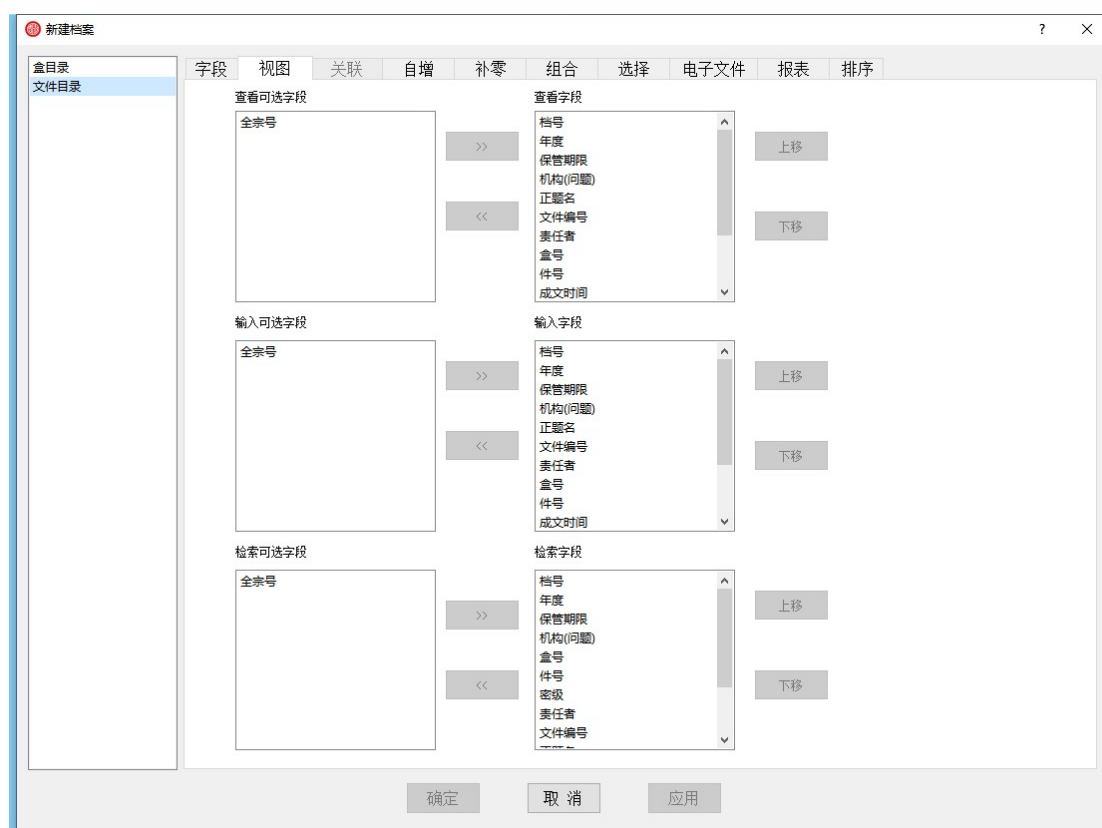 新建档案
? ×
盒目录
文件目录
字段 视图 关联 自增 补零 组合 选择 电子文件 报表 排序
查看可选字段
全宗号
>>
<<
查看字段
档号
年度
保管期限
机构(问题)
正题名
文件编号
责任者
盒号
件号
成文时间
上移
下移
输入可选字段
全宗号
>>
<<
输入字段
档号
年度
保管期限
机构(问题)
正题名
文件编号
责任者
盒号
件号
成文时间
上移
下移
检索可选字段
全宗号
>>
<<
检索字段
档号
年度
保管期限
机构(问题)
盒号
件号
密级
责任者
文件编号
上移
下移
确定 取 消 应用